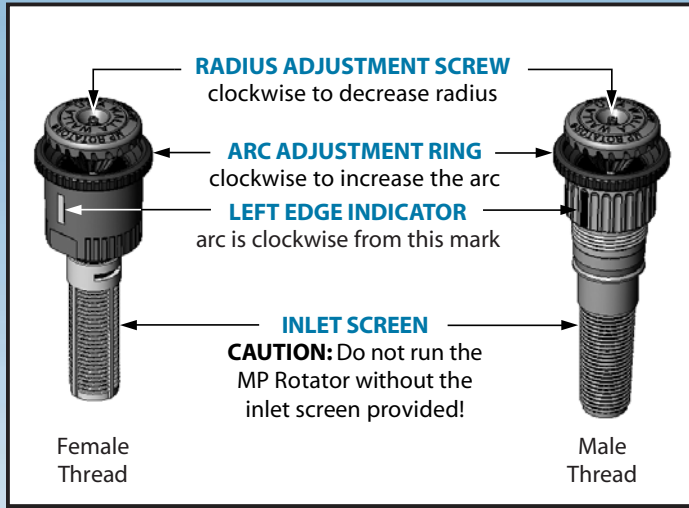 RADIUS ADJUSTMENT SCREW
clockwise to decrease radius
ARC ADJUSTMENT RING
clockwise to increase the arc
LEFT EDGE INDICATOR
arc is clockwise from this mark
INLET SCREEN
CAUTION: Do not run the
MP Rotator without the
inlet screen provided!
Female
Thread
Male
Thread